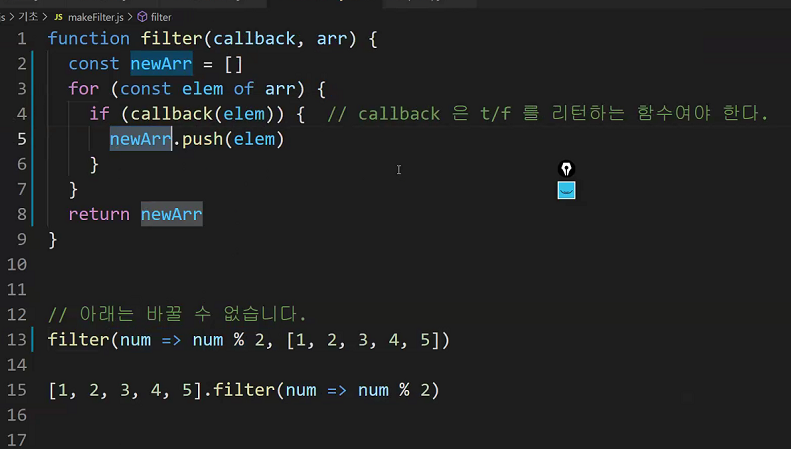 s > 기초 > JS makeFilter.js > filter
1 function filter(callback, arr) {
2   const newArr = []
3   for (const elem of arr) {
4     if (callback(elem)) {  // callback 은 t/f 를 리턴하는 함수여야 한다.
5       newArr.push(elem)
6     }
7   }
8   return newArr
9 }
10
11
12 // 아래는 바꿀 수 없습니다.
13 filter(num => num % 2, [1, 2, 3, 4, 5])
14
15 [1, 2, 3, 4, 5].filter(num => num % 2)
16
17